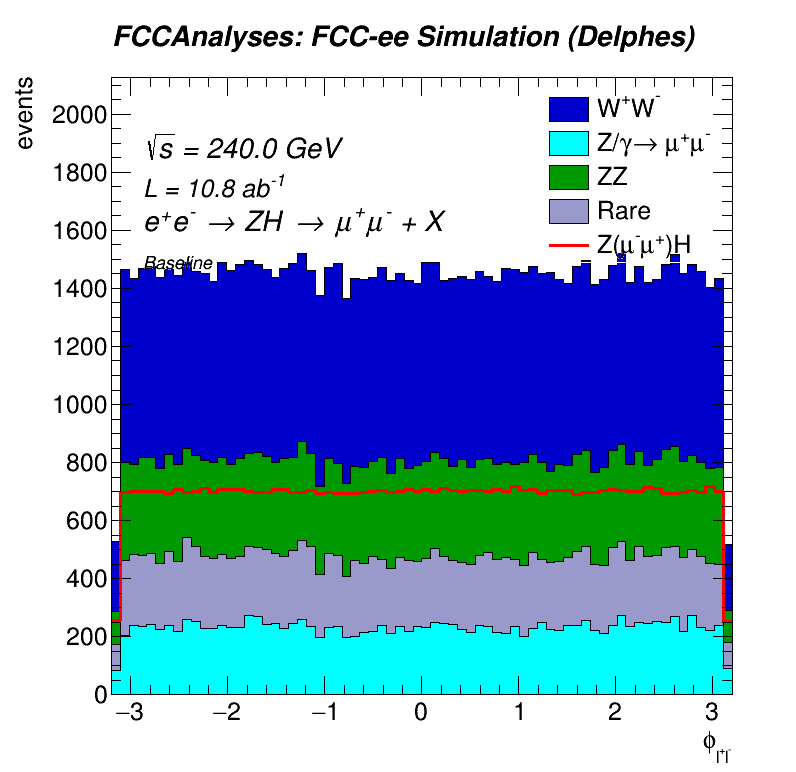 FCCAnalyses: FCC-ee Simulation (Delphes)
events
√s = 240.0 GeV
L = 10.8 ab⁻¹
e⁺e⁻ → ZH → μ⁺μ⁻ + X
Baseline
W⁺W⁻
Z/γ→ μ⁺μ⁻
ZZ
Rare
Z(μ⁻μ⁺)H
2000
1800
1600
1400
1200
1000
800
600
400
200
0
−3 −2 −1 0 1 2 3
ϕ_l⁺l⁻